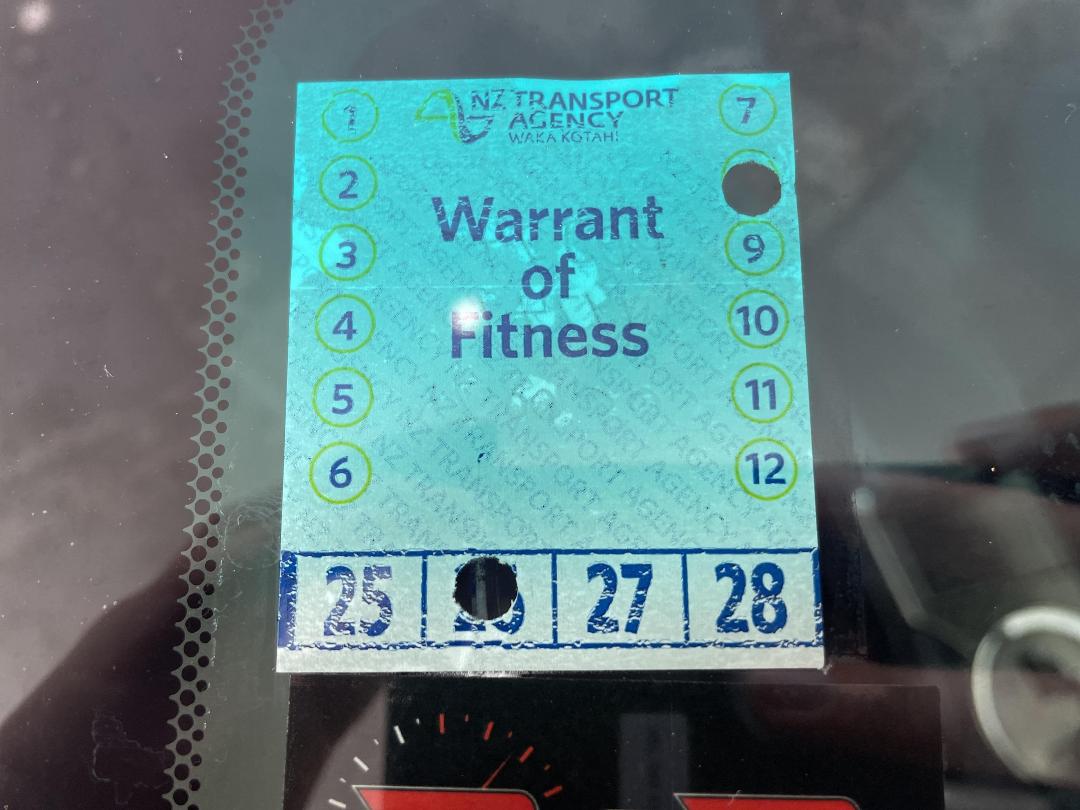 NZ TRANSPORT
AGENCY
WAKA KOTAHI
1
2
3
4
5
6
Warrant
of
Fitness
7
9
10
11
12
25
27
28